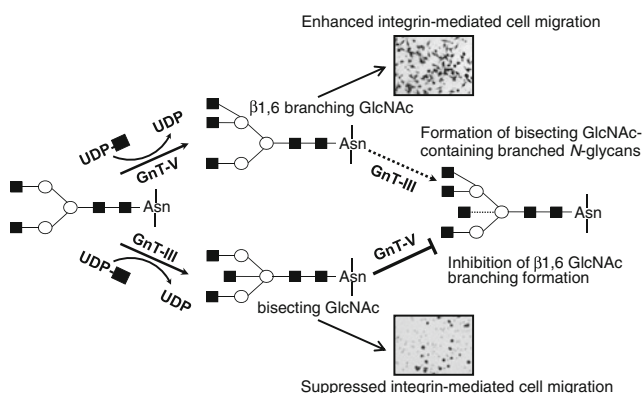 Enhanced integrin-mediated cell migration
β1,6 branching GlcNAc
UDP
UDP
GnT-V
Asn
Formation of bisecting GlcNAc-
containing branched N-glycans
GnT-III
Asn
Asn
GnT-III
UDP
UDP
Asn
GnT-V
bisecting GlcNAc
Inhibition of β1,6 GlcNAc
branching formation
Suppressed integrin-mediated cell migration